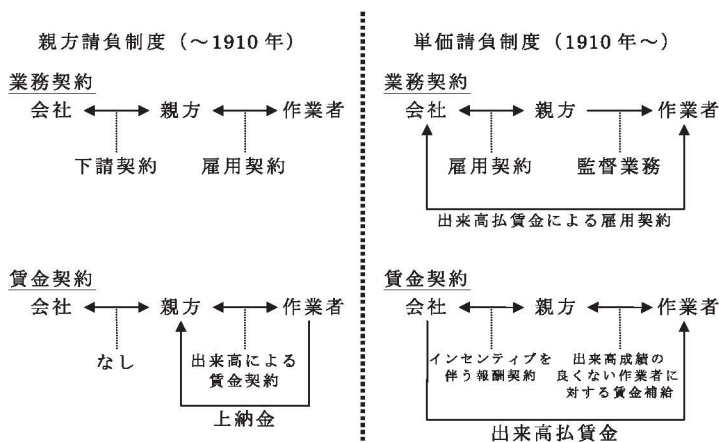 親方請負制度（～1910年）
業務契約
会社 親方 作業者
下請契約 雇用契約
賃金契約
会社 親方 作業者
なし 出来高による
賃金契約
上納金
単価請負制度（1910年～）
業務契約
会社 親方 作業者
雇用契約 監督業務
出来高払賃金による雇用契約
賃金契約
会社 親方 作業者
インセンティブを
伴う報酬契約
出来高成績の
良くない作業者に
対する賃金補給
出来高払賃金